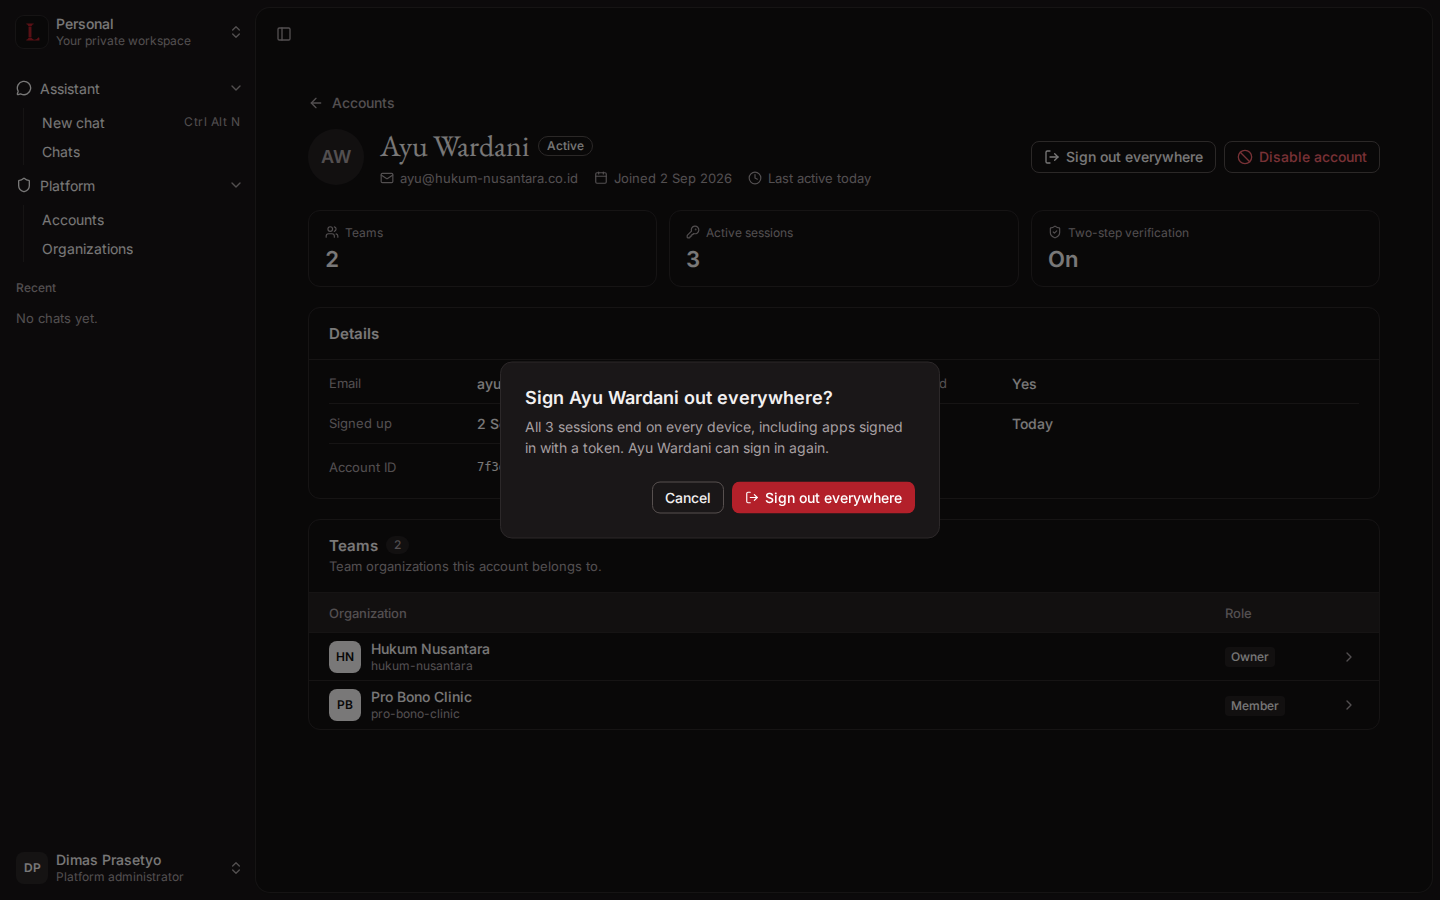 L
Personal
Your private workspace
Assistant
New chat
Ctrl Alt N
Chats
Platform
Accounts
Organizations
Recent
No chats yet.
DP
Dimas Prasetyo
Platform administrator
Accounts
AW
Ayu Wardani
Active
ayu@hukum-nusantara.co.id
Joined 2 Sep 2026
Last active today
Sign out everywhere
Disable account
Teams
2
Active sessions
3
Two-step verification
On
Details
Email
ayu
Yes
Signed up
2 S
Today
Account ID
Sign Ayu Wardani out everywhere?
All 3 sessions end on every device, including apps signed
in with a token. Ayu Wardani can sign in again.
Cancel
Sign out everywhere
Teams 2
Team organizations this account belongs to.
Organization
Role
HN
Hukum Nusantara
hukum-nusantara
Owner
PB
Pro Bono Clinic
pro-bono-clinic
Member